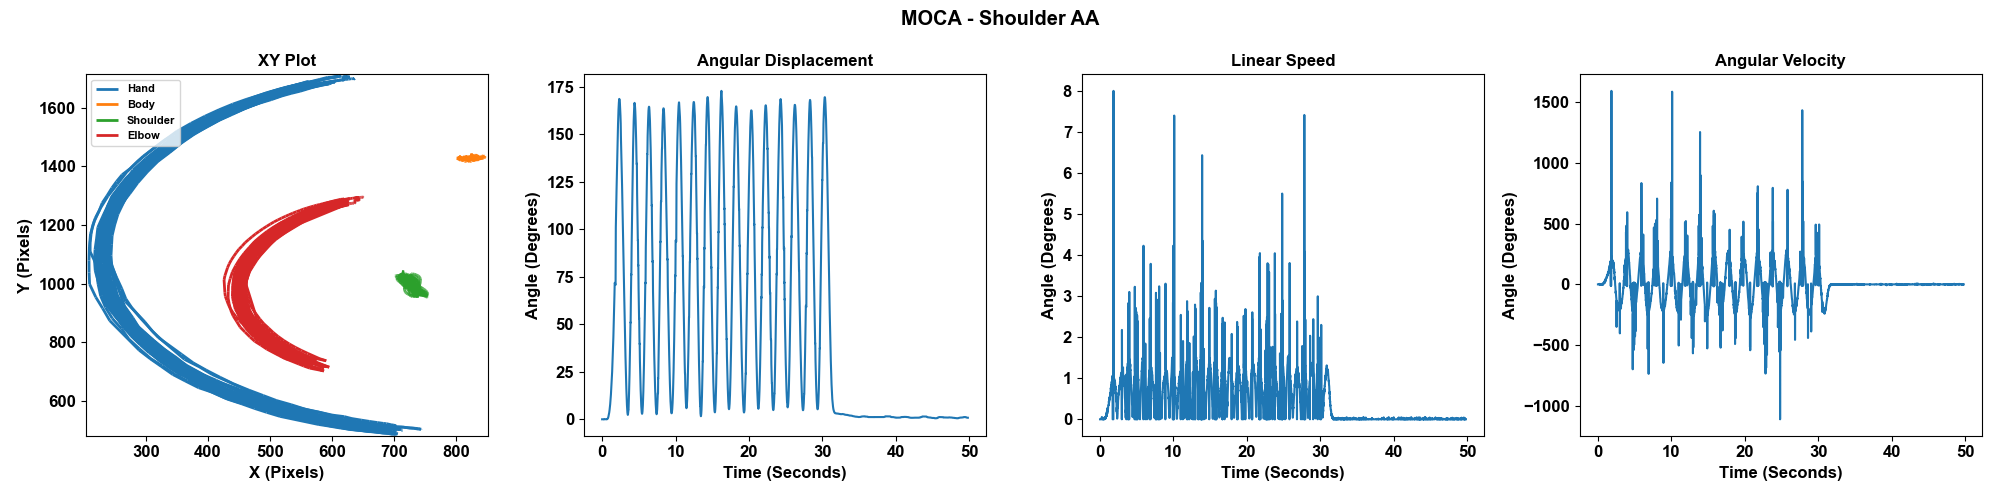 MOCA - Shoulder AA
XY Plot
Hand
Body
Shoulder
Elbow
1600
1400
1200
1000
800
600
Y (Pixels)
300 400 500 600 700 800
X (Pixels)
Angular Displacement
175
150
125
100
75
50
25
0
Angle (Degrees)
0 10 20 30 40 50
Time (Seconds)
Linear Speed
8
7
6
5
4
3
2
1
0
Angle (Degrees)
0 10 20 30 40 50
Time (Seconds)
Angular Velocity
1500
1000
500
0
−500
−1000
Angle (Degrees)
0 10 20 30 40 50
Time (Seconds)